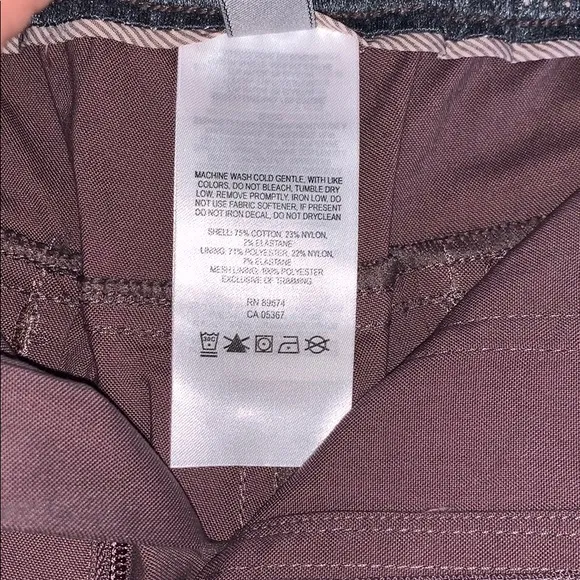 MACHINE WASH COLD GENTLE, WITH LIKE
COLORS, DO NOT BLEACH, TUMBLE DRY
LOW, REMOVE PROMPTLY, IRON LOW, DO
NOT USE FABRIC SOFTENER, IF PRESENT
DO NOT IRON DECAL, DO NOT DRYCLEAN
SHELL: 75% COTTON, 23% NYLON,
2% ELASTANE
LINING: 71% POLYESTER, 22% NYLON,
7% ELASTANE
MESH LINING: 100% POLYESTER
EXCLUSIVE OF TRIMMING
RN 89674
CA 05367
30C